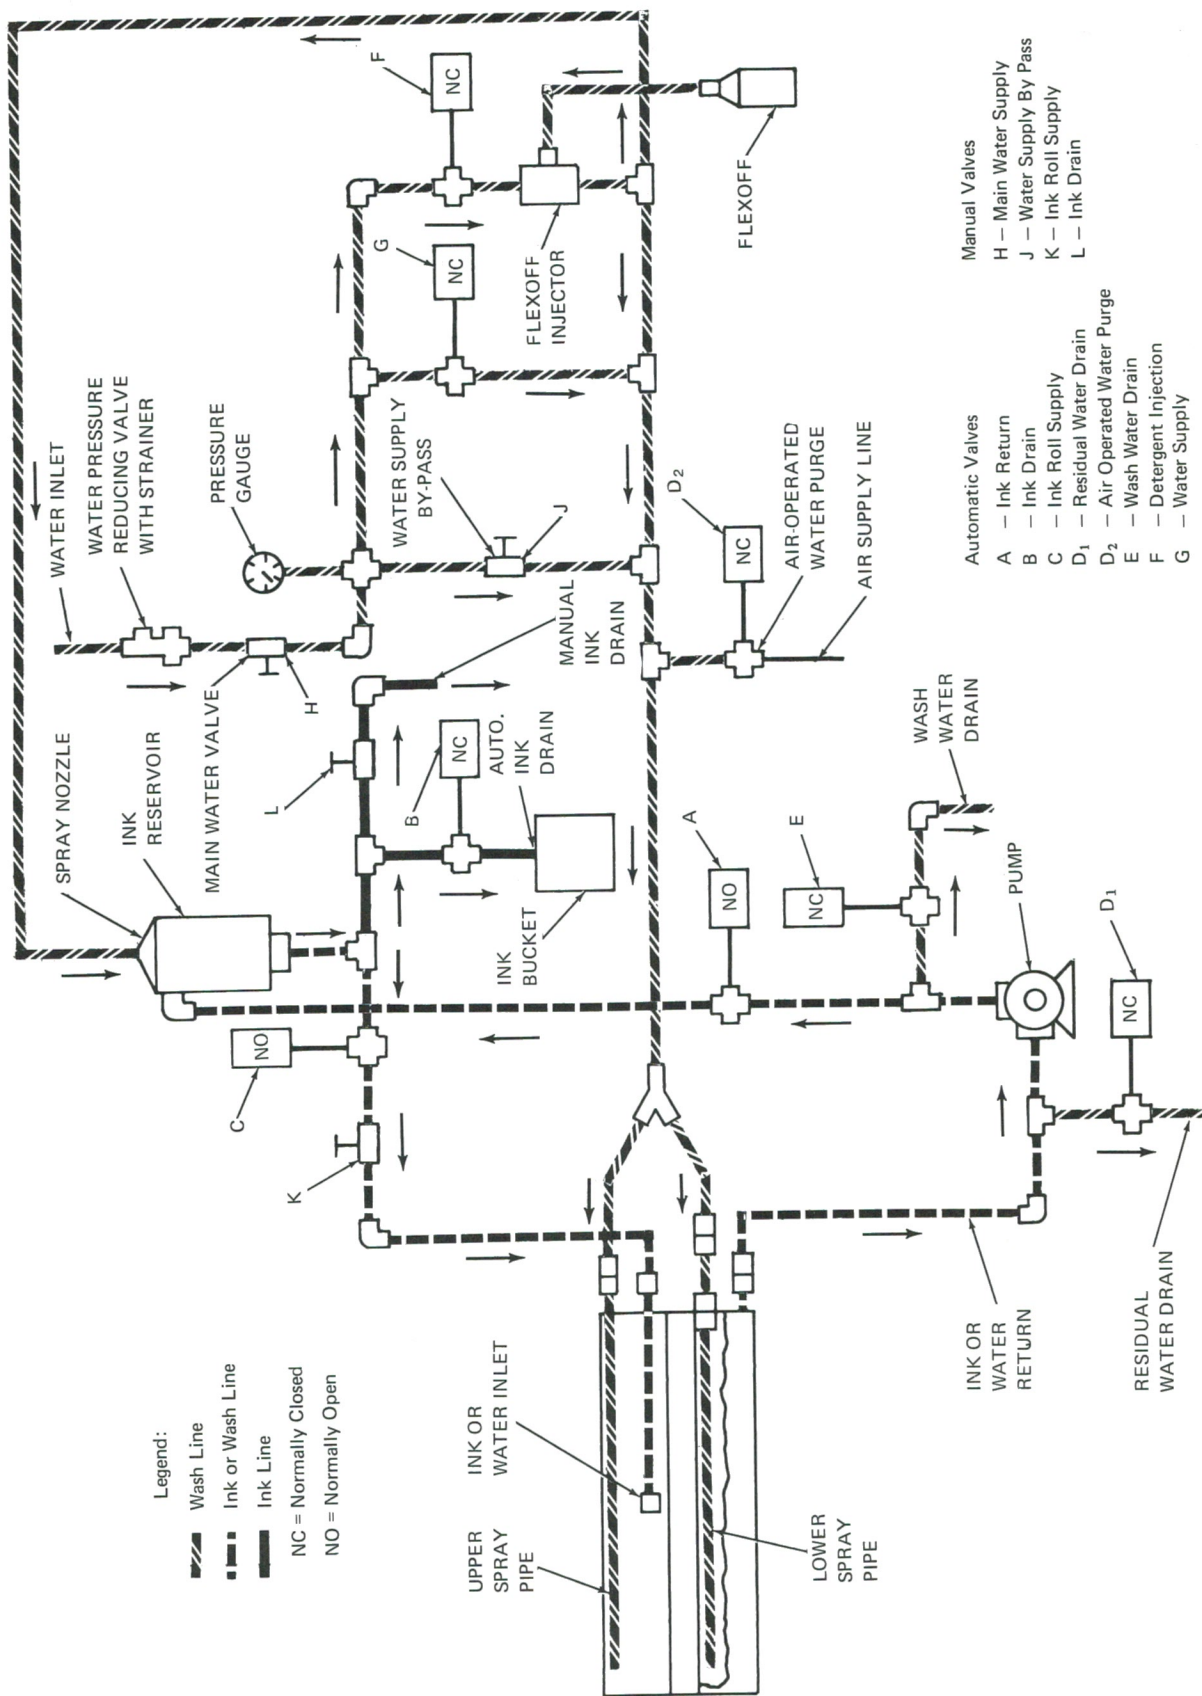 Legend:
Wash Line
Ink or Wash Line
Ink Line
NC = Normally Closed
NO = Normally Open
SPRAY NOZZLE
INK
RESERVOIR
MAIN WATER VALVE
H
WATER INLET
WATER PRESSURE
REDUCING VALVE
WITH STRAINER
PRESSURE
GAUGE
WATER SUPPLY
BY-PASS
J
G
NC
F
NC
FLEXOFF
INJECTOR
FLEXOFF
C
NO
K
L
B
NC
AUTO.
INK
DRAIN
MANUAL
INK
DRAIN
INK
BUCKET
D2
NC
AIR-OPERATED
WATER PURGE
AIR SUPPLY LINE
A
NO
E
NC
WASH
WATER
DRAIN
PUMP
D1
NC
UPPER
SPRAY
PIPE
INK OR
WATER INLET
LOWER
SPRAY
PIPE
INK OR
WATER
RETURN
RESIDUAL
WATER DRAIN
Automatic Valves
A – Ink Return
B – Ink Drain
C – Ink Roll Supply
D1 – Residual Water Drain
D2 – Air Operated Water Purge
E – Wash Water Drain
F – Detergent Injection
G – Water Supply
Manual Valves
H – Main Water Supply
J – Water Supply By Pass
K – Ink Roll Supply
L – Ink Drain